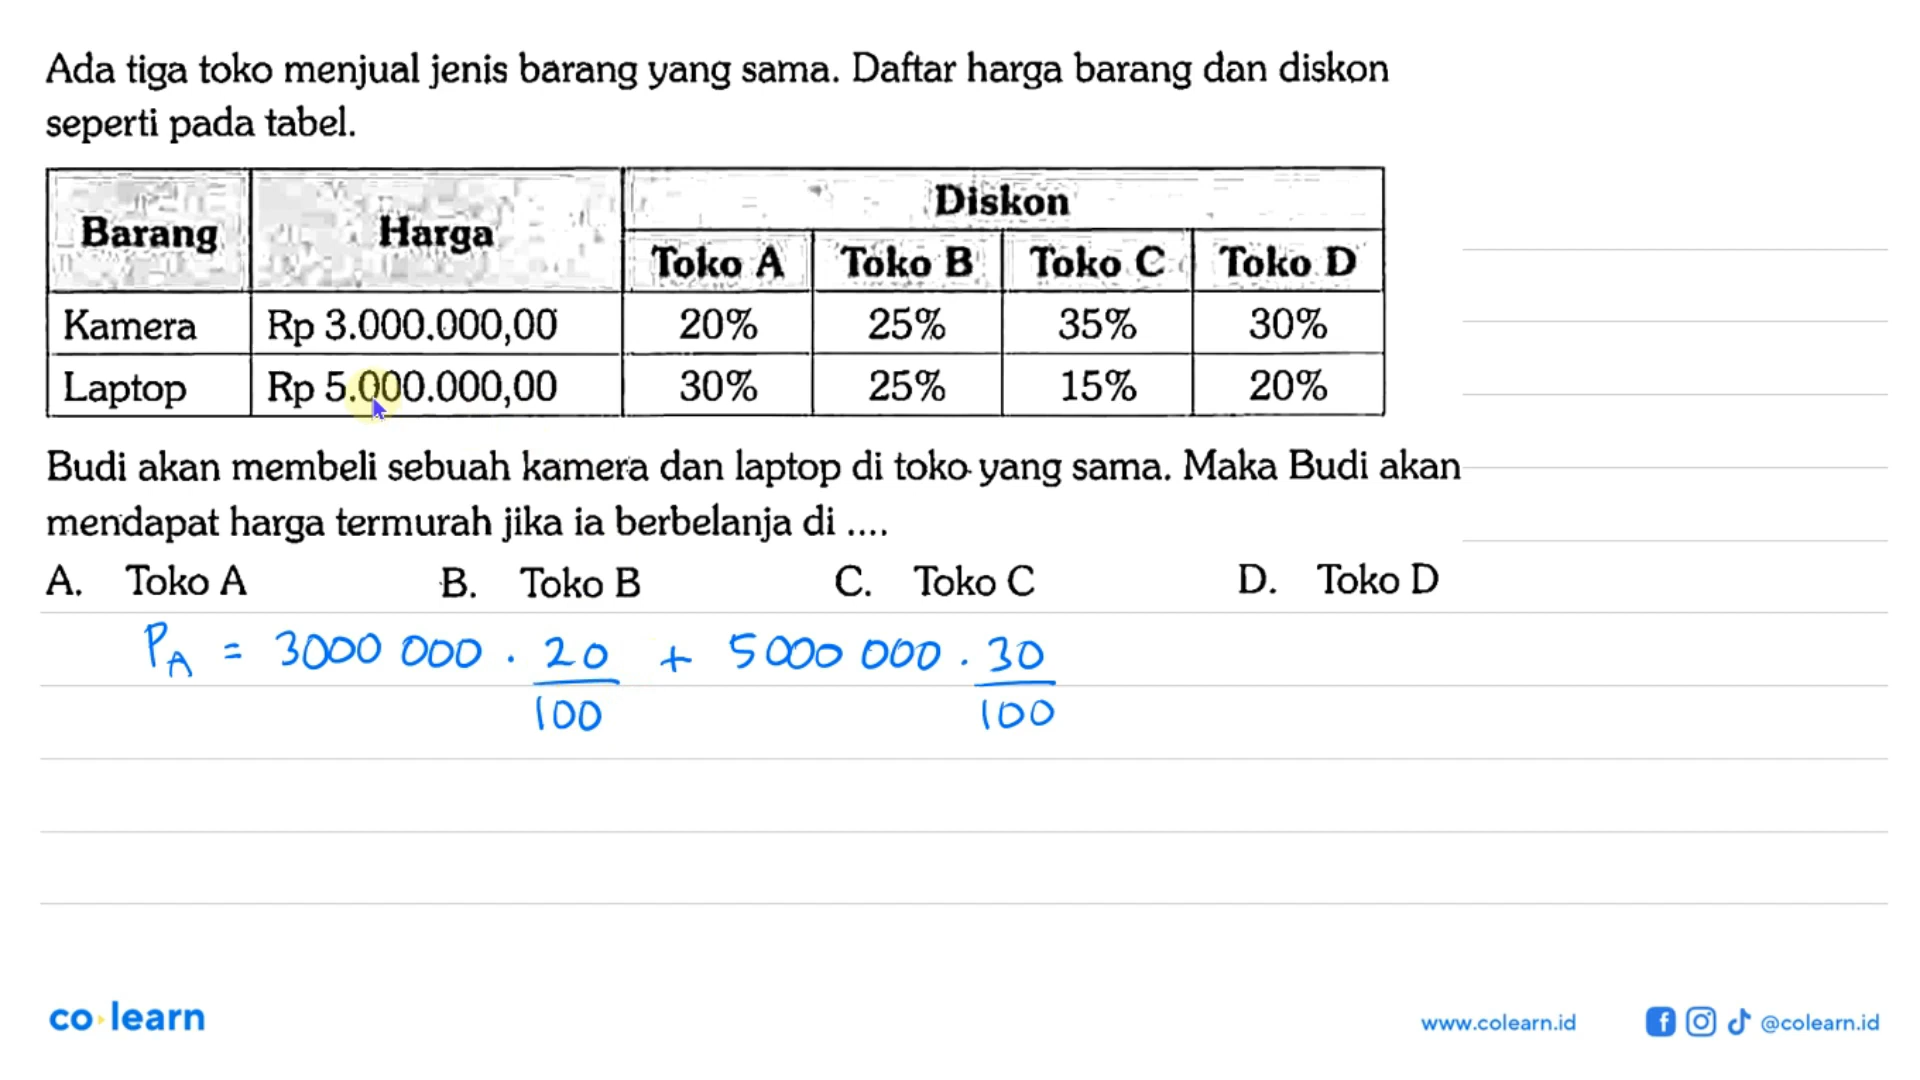 Ada tiga toko menjual jenis barang yang sama. Daftar harga barang dan diskon
seperti pada tabel.
Barang Harga Diskon
Toko A Toko B Toko C Toko D
Kamera Rp 3.000.000,00 20% 25% 35% 30%
Laptop Rp 5.000.000,00 30% 25% 15% 20%
Budi akan membeli sebuah kamera dan laptop di toko yang sama. Maka Budi akan
mendapat harga termurah jika ia berbelanja di ....
A. Toko A B. Toko B C. Toko C D. Toko D
P_A = 3000 000 · 20/100 + 5000 000 · 30/100
co learn
www.colearn.id @colearn.id